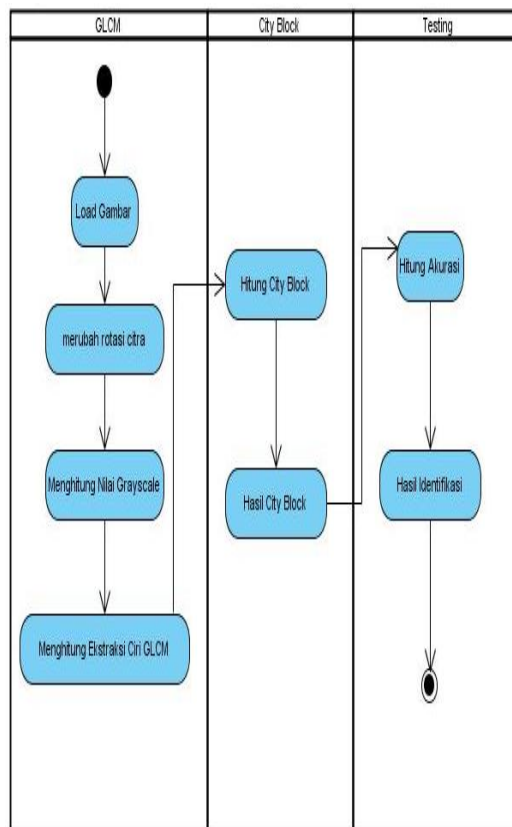 GLCM
City Block
Testing
Load Gambar
merubah rotasi citra
Menghitung Nilai Grayscale
Menghitung Ekstraksi Ciri GLCM
Hitung City Block
Hasil City Block
Hitung Akurasi
Hasil Identifikasi